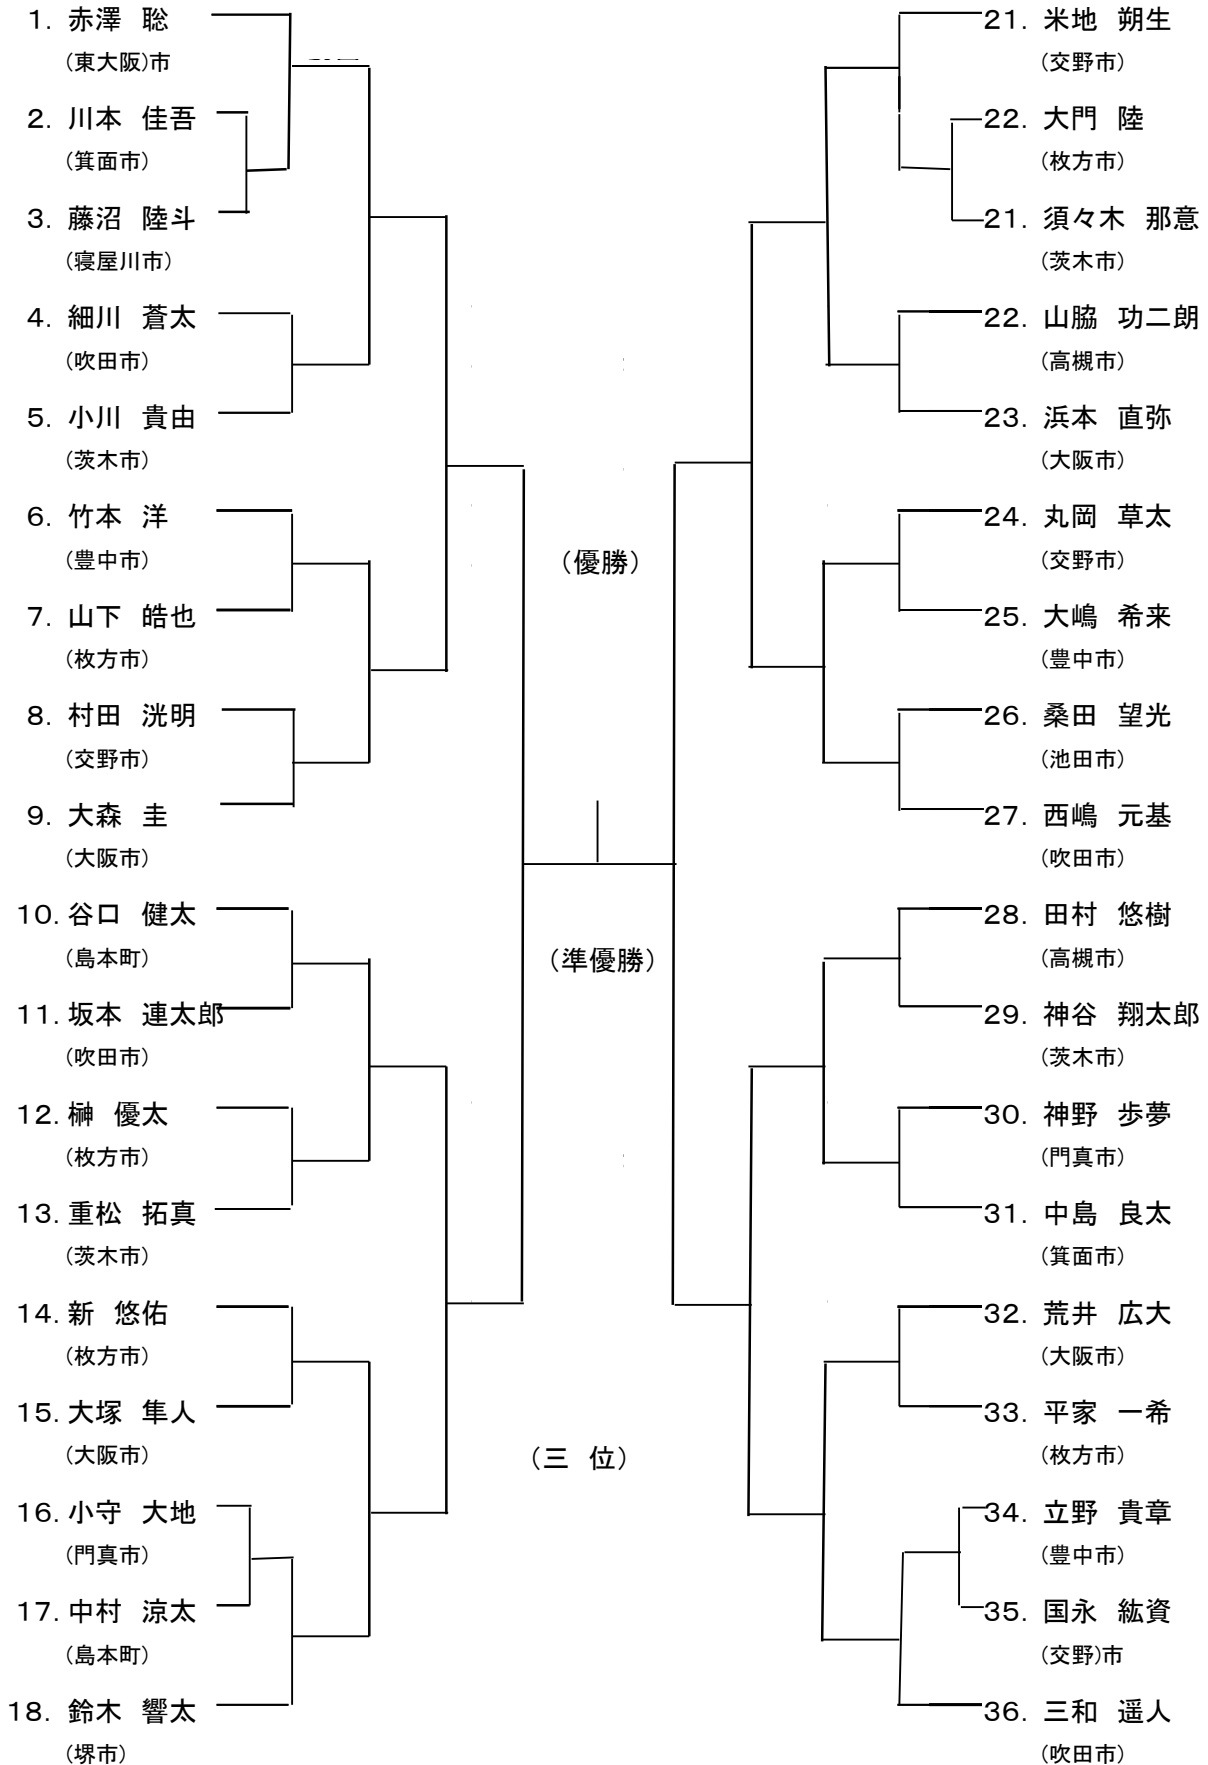 1. 赤澤 聡
(東大阪)市
2. 川本 佳吾
(箕面市)
3. 藤沼 陸斗
(寝屋川市)
4. 細川 蒼太
(吹田市)
5. 小川 貴由
(茨木市)
6. 竹本 洋
(豊中市)
7. 山下 皓也
(枚方市)
8. 村田 洸明
(交野市)
9. 大森 圭
(大阪市)
10. 谷口 健太
(島本町)
11. 坂本 連太郎
(吹田市)
12. 榊 優太
(枚方市)
13. 重松 拓真
(茨木市)
14. 新 悠佑
(枚方市)
15. 大塚 隼人
(大阪市)
16. 小守 大地
(門真市)
17. 中村 涼太
(島本町)
18. 鈴木 響太
(堺市)
(優勝)
(準優勝)
(三 位)
21. 米地 朔生
(交野市)
22. 大門 陸
(枚方市)
21. 須々木 那意
(茨木市)
22. 山脇 功二朗
(高槻市)
23. 浜本 直弥
(大阪市)
24. 丸岡 草太
(交野市)
25. 大嶋 希来
(豊中市)
26. 桑田 望光
(池田市)
27. 西嶋 元基
(吹田市)
28. 田村 悠樹
(高槻市)
29. 神谷 翔太郎
(茨木市)
30. 神野 歩夢
(門真市)
31. 中島 良太
(箕面市)
32. 荒井 広大
(大阪市)
33. 平家 一希
(枚方市)
34. 立野 貴章
(豊中市)
35. 国永 紘資
(交野)市
36. 三和 遥人
(吹田市)